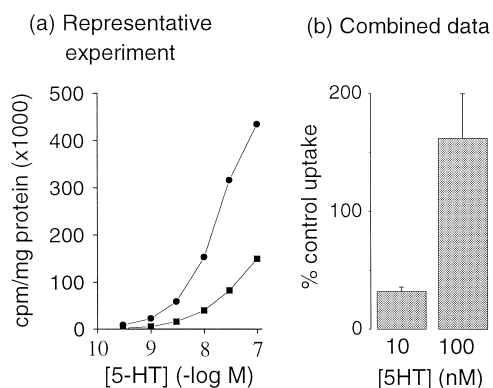 (a) Representative
experiment
cpm/mg protein (x1000)
500
400
300
200
100
0
10 9 8 7
[5-HT] (-log M)
(b) Combined data
% control uptake
200
100
0
10 100
[5HT] (nM)